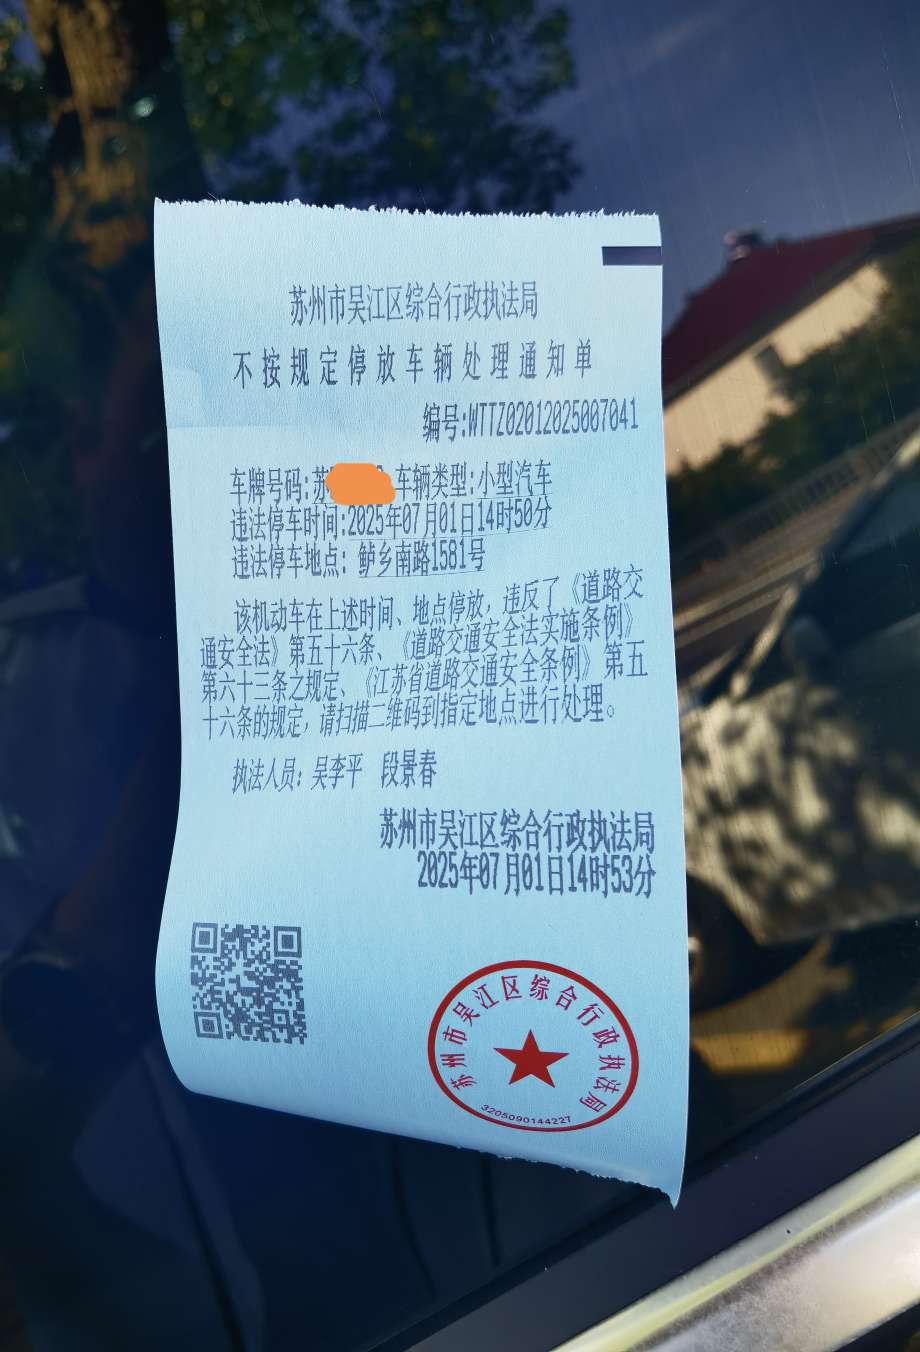 苏州市吴江区综合行政执法局
不按规定停放车辆处理通知单
编号:WTTZ02012025007041
车牌号码:苏 车辆类型:小型汽车
违法停车时间:2025年07月01日14时50分
违法停车地点: 鲈乡南路1581号
该机动车在上述时间、地点停放,违反了《道路交
通安全法》第五十六条、《道路交通安全法实施条例》
第六十三条之规定、《江苏省道路交通安全条例》第五
十六条的规定,请扫描二维码到指定地点进行处理。
执法人员: 吴李平 段景春
苏州市吴江区综合行政执法局
2025年07月01日14时53分
苏州市吴江区综合行政执法局
3205090144227